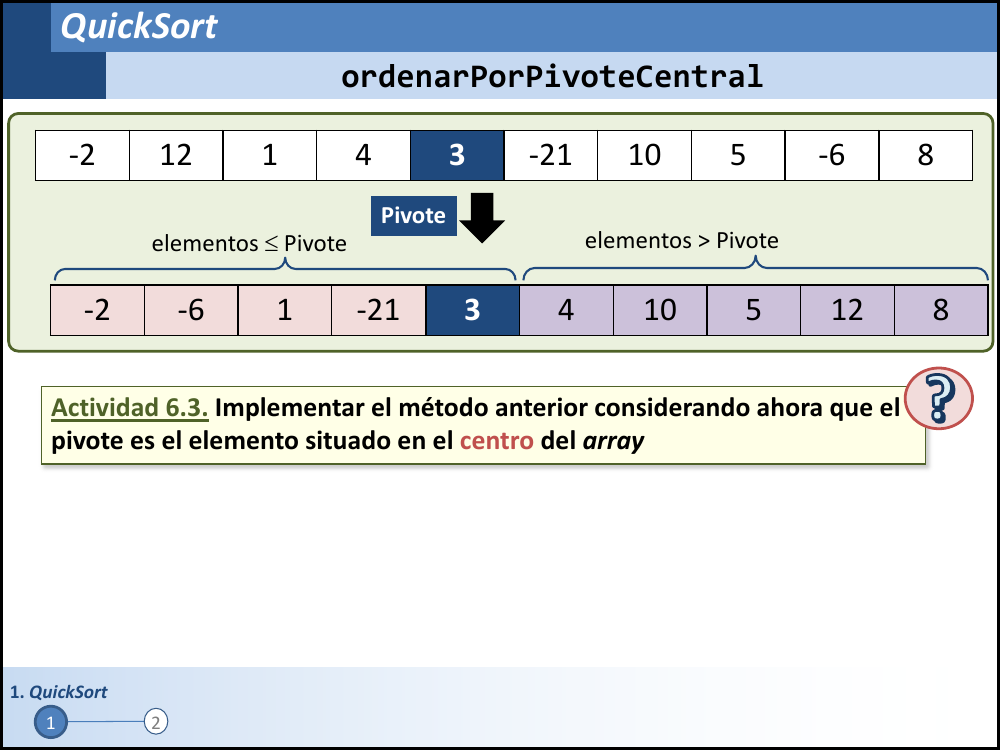 QuickSort
ordenarPorPivoteCentral
-2 12 1 4 3 -21 10 5 -6 8
Pivote
elementos ≤ Pivote elementos > Pivote
-2 -6 1 -21 3 4 10 5 12 8
?
Actividad 6.3. Implementar el método anterior considerando ahora que el
pivote es el elemento situado en el centro del array
1. QuickSort
1 2